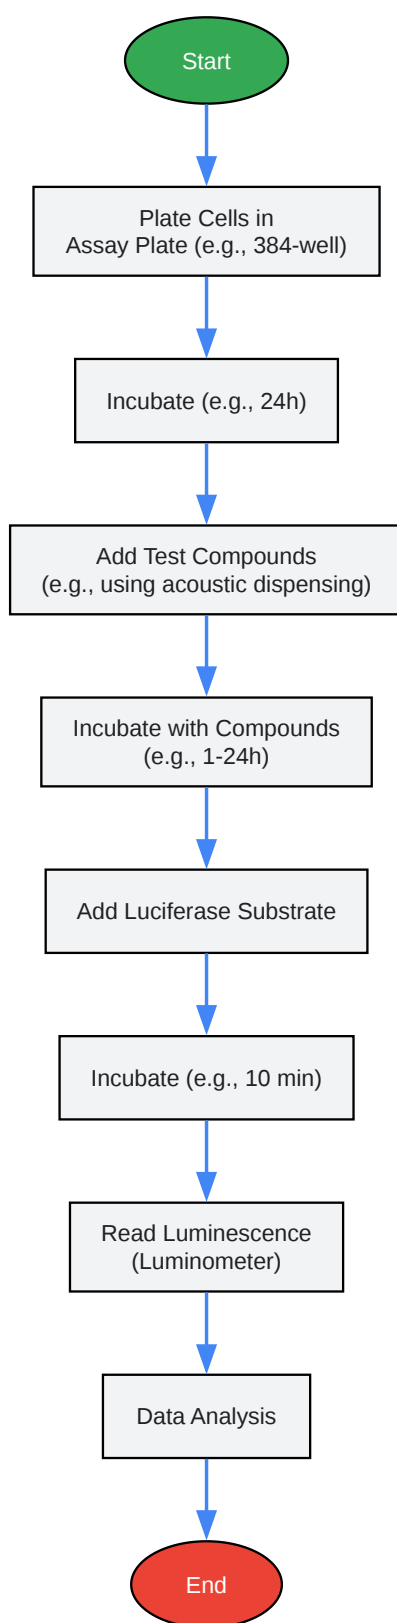 Start
Plate Cells in
Assay Plate (e.g., 384-well)
Incubate (e.g., 24h)
Add Test Compounds
(e.g., using acoustic dispensing)
Incubate with Compounds
(e.g., 1-24h)
Add Luciferase Substrate
Incubate (e.g., 10 min)
Read Luminescence
(Luminometer)
Data Analysis
End